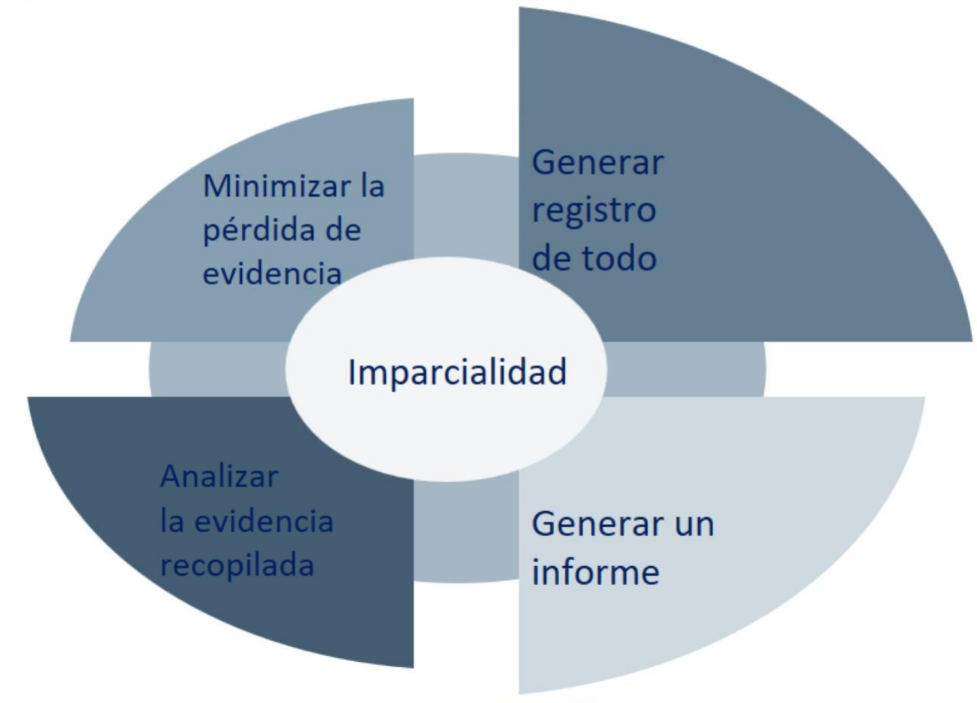 Minimizar la
pérdida de
evidencia
Generar
registro
de todo
Imparcialidad
Analizar
la evidencia
recopilada
Generar un
informe